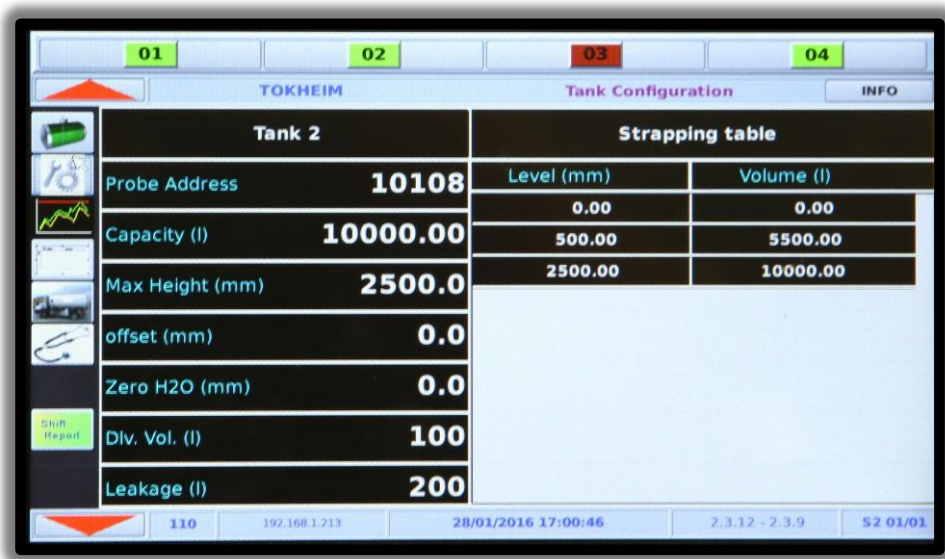 01 02 03 04
TOKHEIM Tank Configuration INFO
Tank 2 Strapping table
Probe Address 10108
Level (mm) Volume (l)
0.00 0.00
Capacity (l) 10000.00
500.00 5500.00
2500.00 10000.00
Max Height (mm) 2500.0
offset (mm) 0.0
Zero H2O (mm) 0.0
Shift
Report
Dlv. Vol. (l) 100
Leakage (l) 200
110 192.168.1.213 28/01/2016 17:00:46 2.3.12 - 2.3.9 S2 01/01